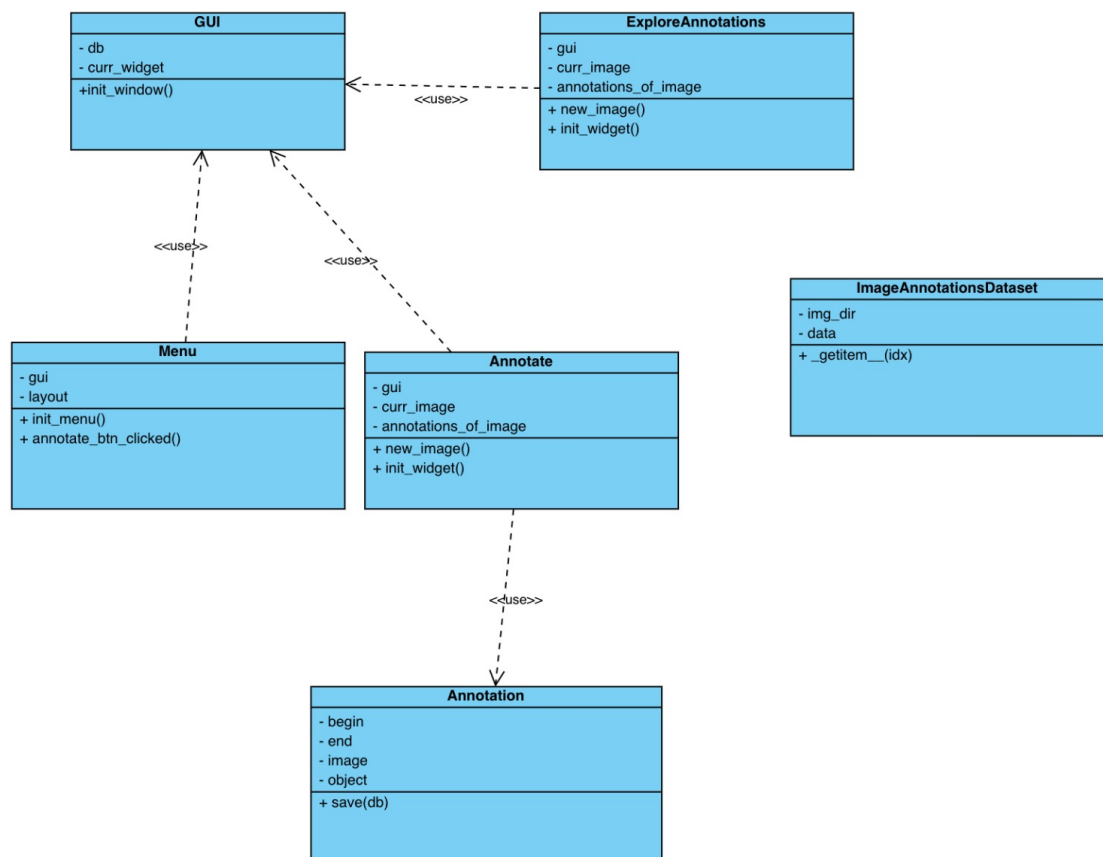 GUI
- db
- curr_widget
+init_window()
ExploreAnnotations
- gui
- curr_image
- annotations_of_image
+ new_image()
+ init_widget()
<<use>>
<<use>>
<<use>>
ImageAnnotationsDataset
- img_dir
- data
+ _getitem__(idx)
Menu
- gui
- layout
+ init_menu()
+ annotate_btn_clicked()
Annotate
- gui
- curr_image
- annotations_of_image
+ new_image()
+ init_widget()
<<use>>
Annotation
- begin
- end
- image
- object
+ save(db)